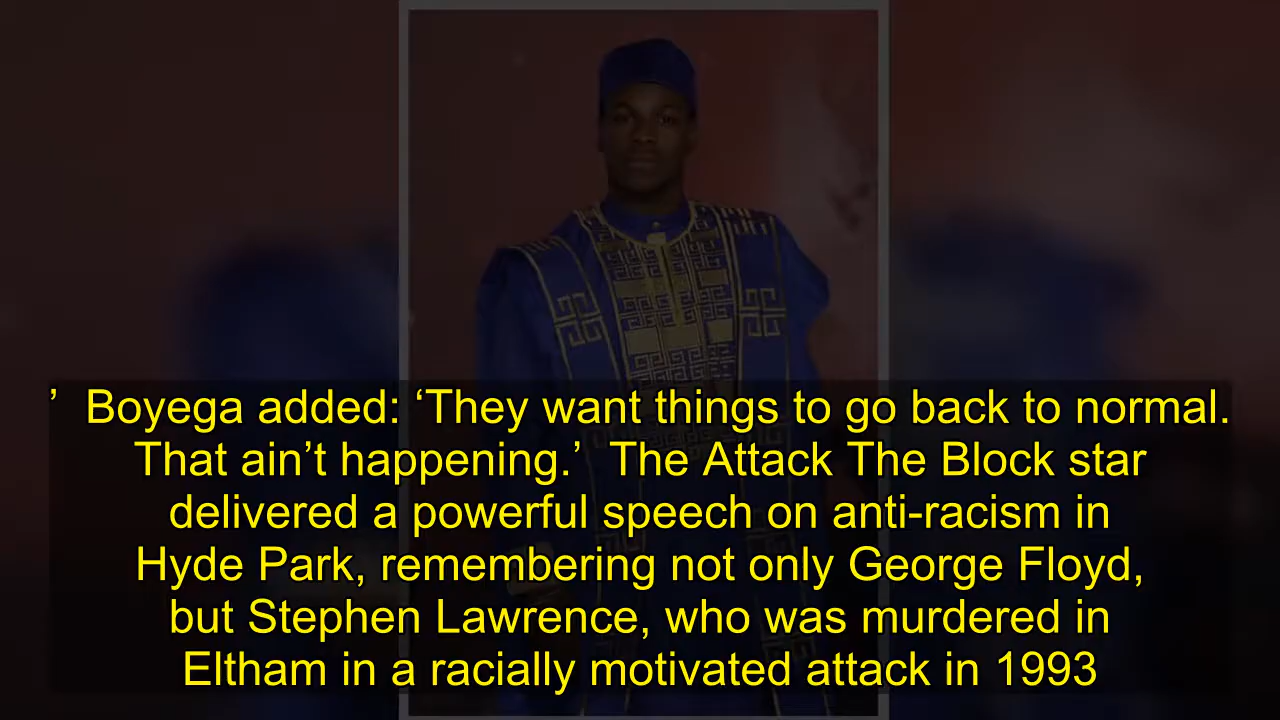 ’  Boyega added: ‘They want things to go back to normal.
That ain’t happening.’  The Attack The Block star
delivered a powerful speech on anti-racism in
Hyde Park, remembering not only George Floyd,
but Stephen Lawrence, who was murdered in
Eltham in a racially motivated attack in 1993